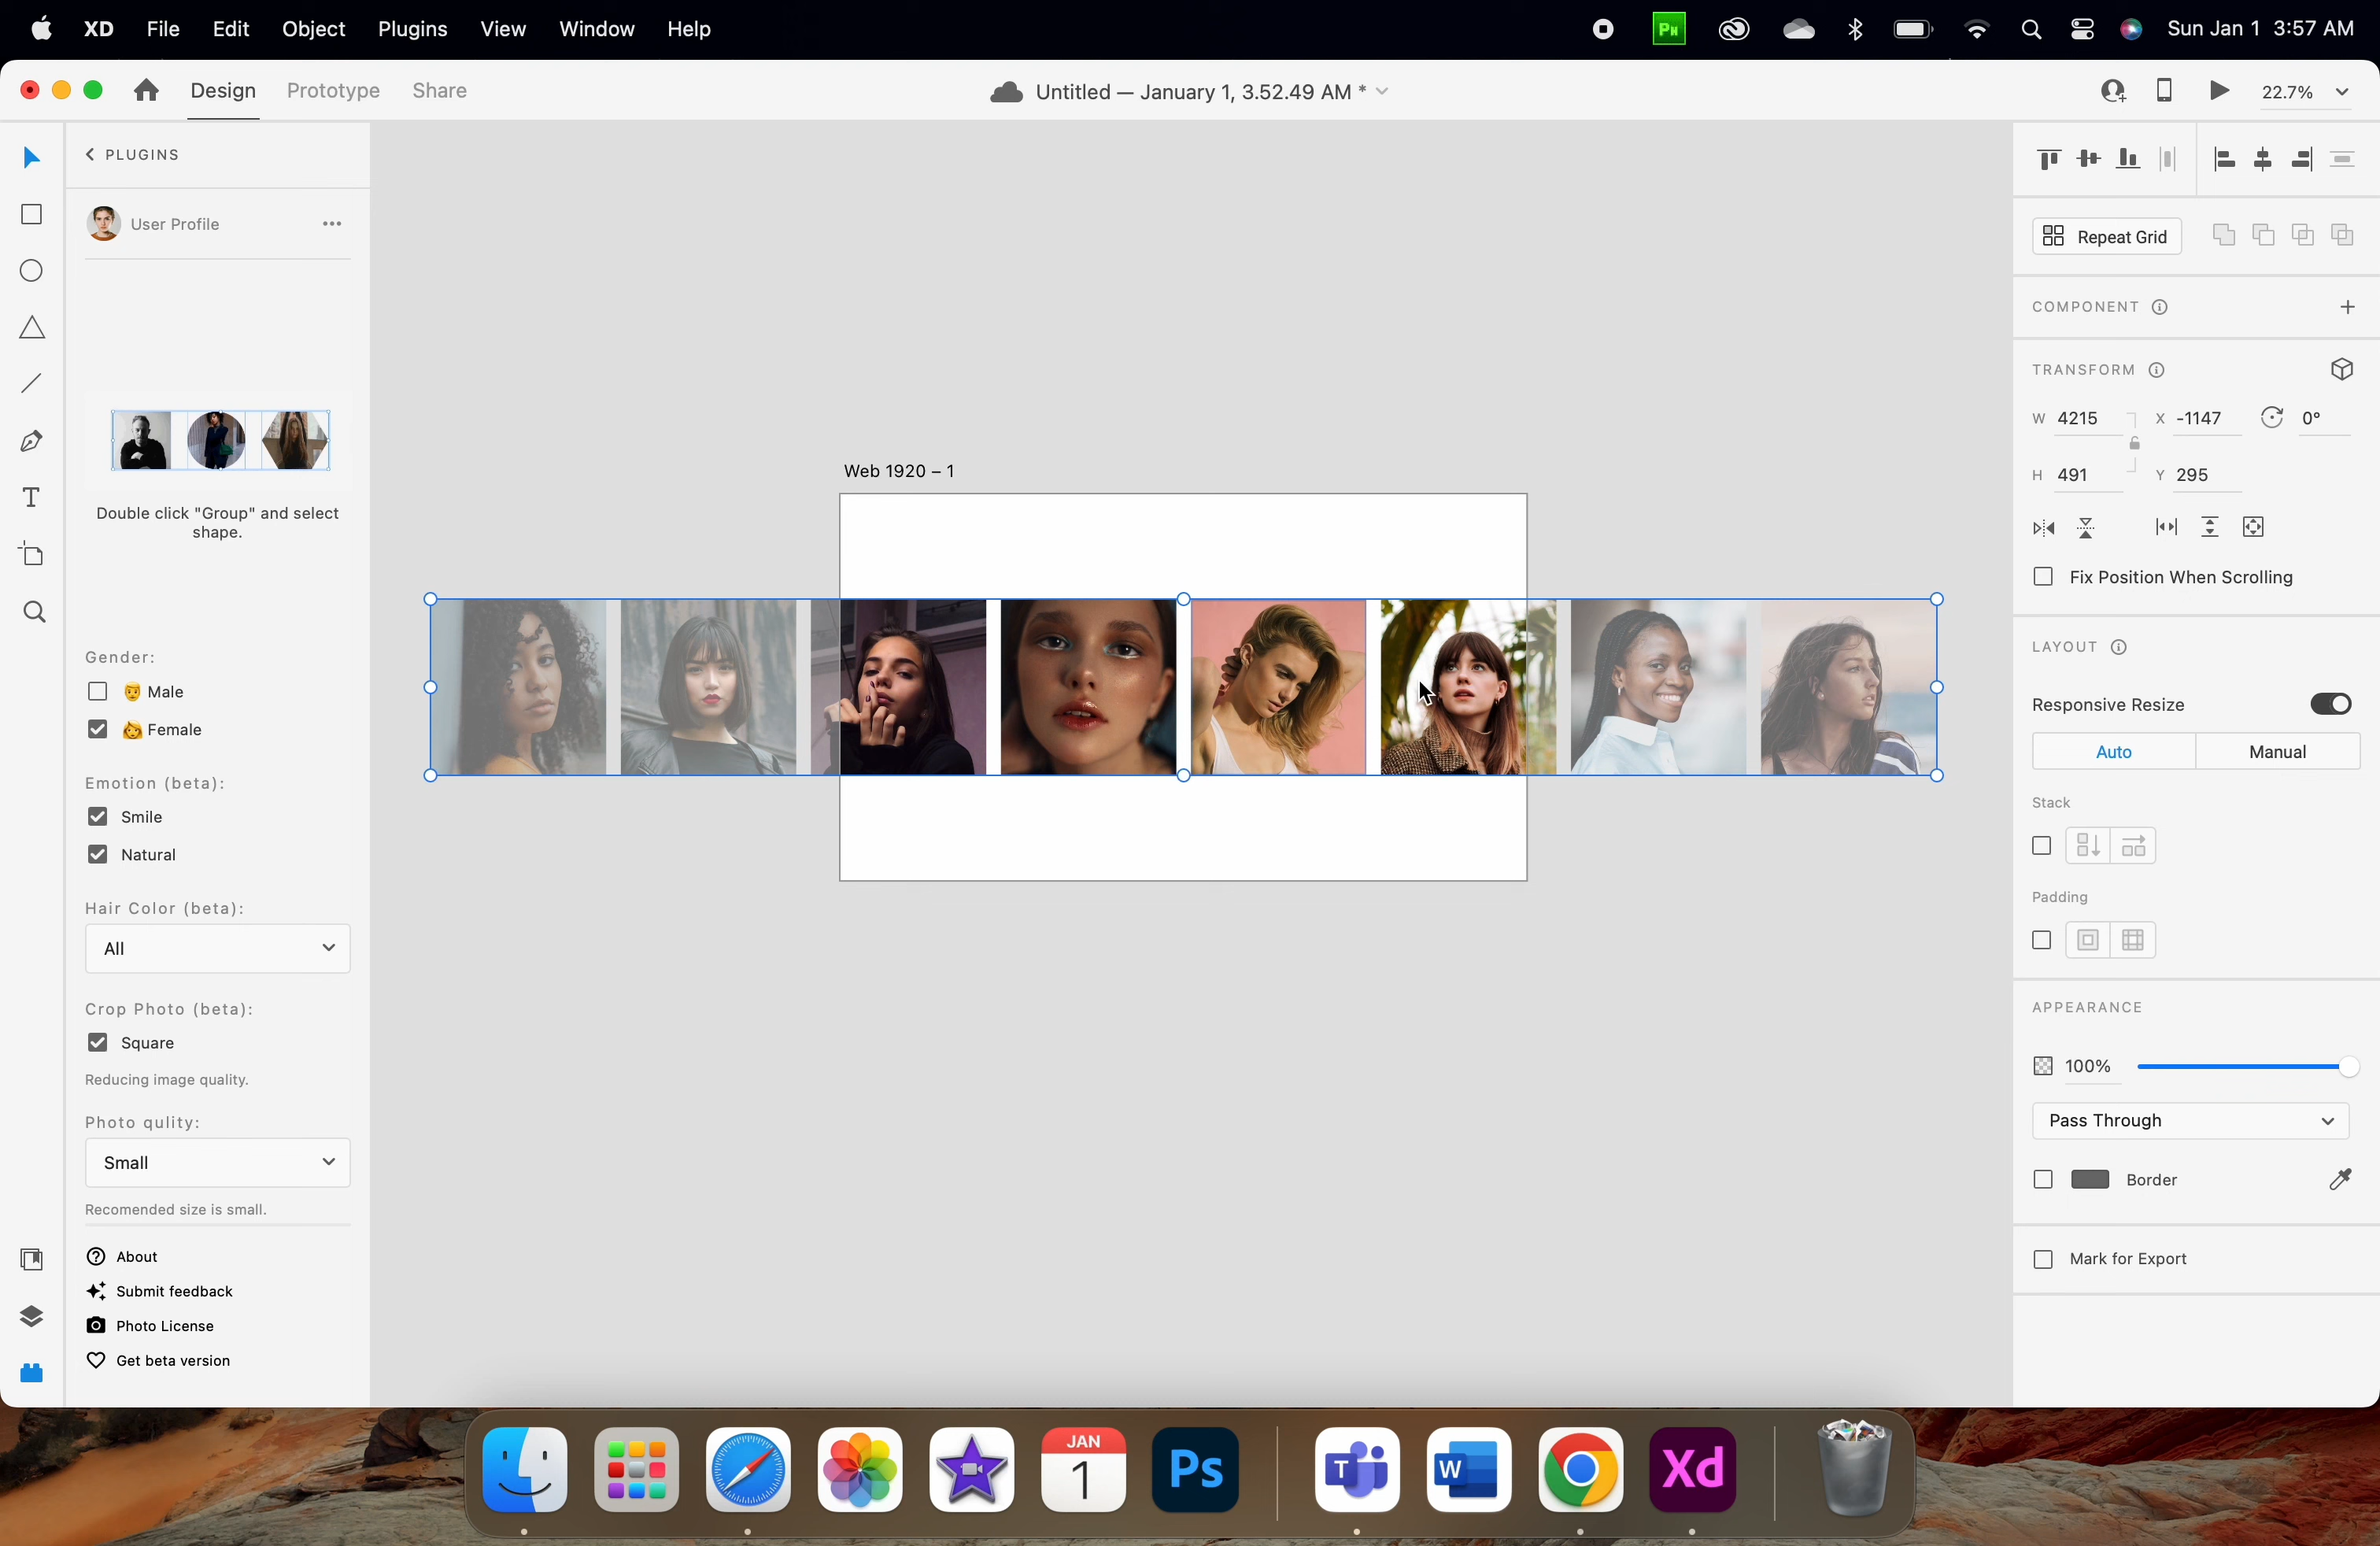 XD File Edit Object Plugins View Window Help
Pн
Sun Jan 1 3:57 AM
Design Prototype Share
Untitled — January 1, 3.52.49 AM *
22.7%
PLUGINS
User Profile
Double click "Group" and select
shape.
Gender:
Male
Female
Emotion (beta):
Smile
Natural
Hair Color (beta):
All
Crop Photo (beta):
Square
Reducing image quality.
Photo qulity:
Small
Recomended size is small.
About
Submit feedback
Photo License
Get beta version
Web 1920 – 1
Repeat Grid
COMPONENT
TRANSFORM
W 4215 X -1147 0°
H 491 Y 295
Fix Position When Scrolling
LAYOUT
Responsive Resize
Auto Manual
Stack
Padding
APPEARANCE
100%
Pass Through
Border
Mark for Export
JAN
1
Ps
T
W
Xd